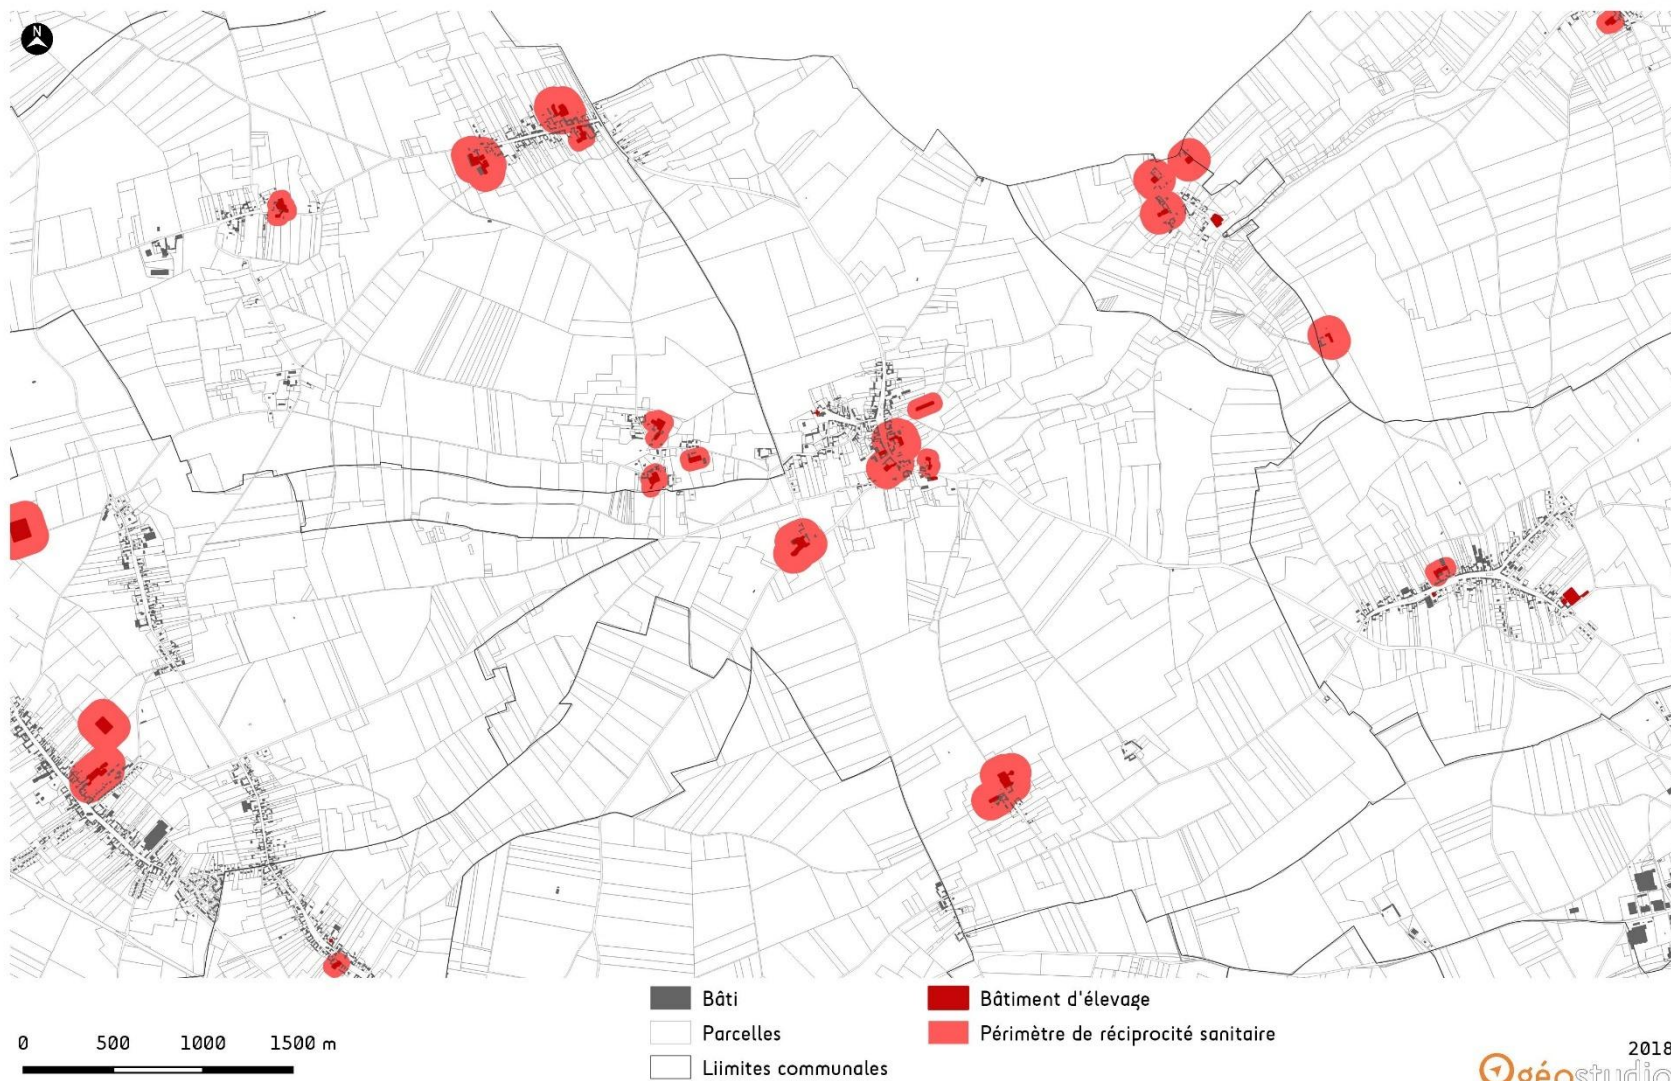 N
Bâti
Parcelles
Liimites communales
Bâtiment d'élevage
Périmètre de réciprocité sanitaire
0 500 1000 1500 m
2018
géostudio